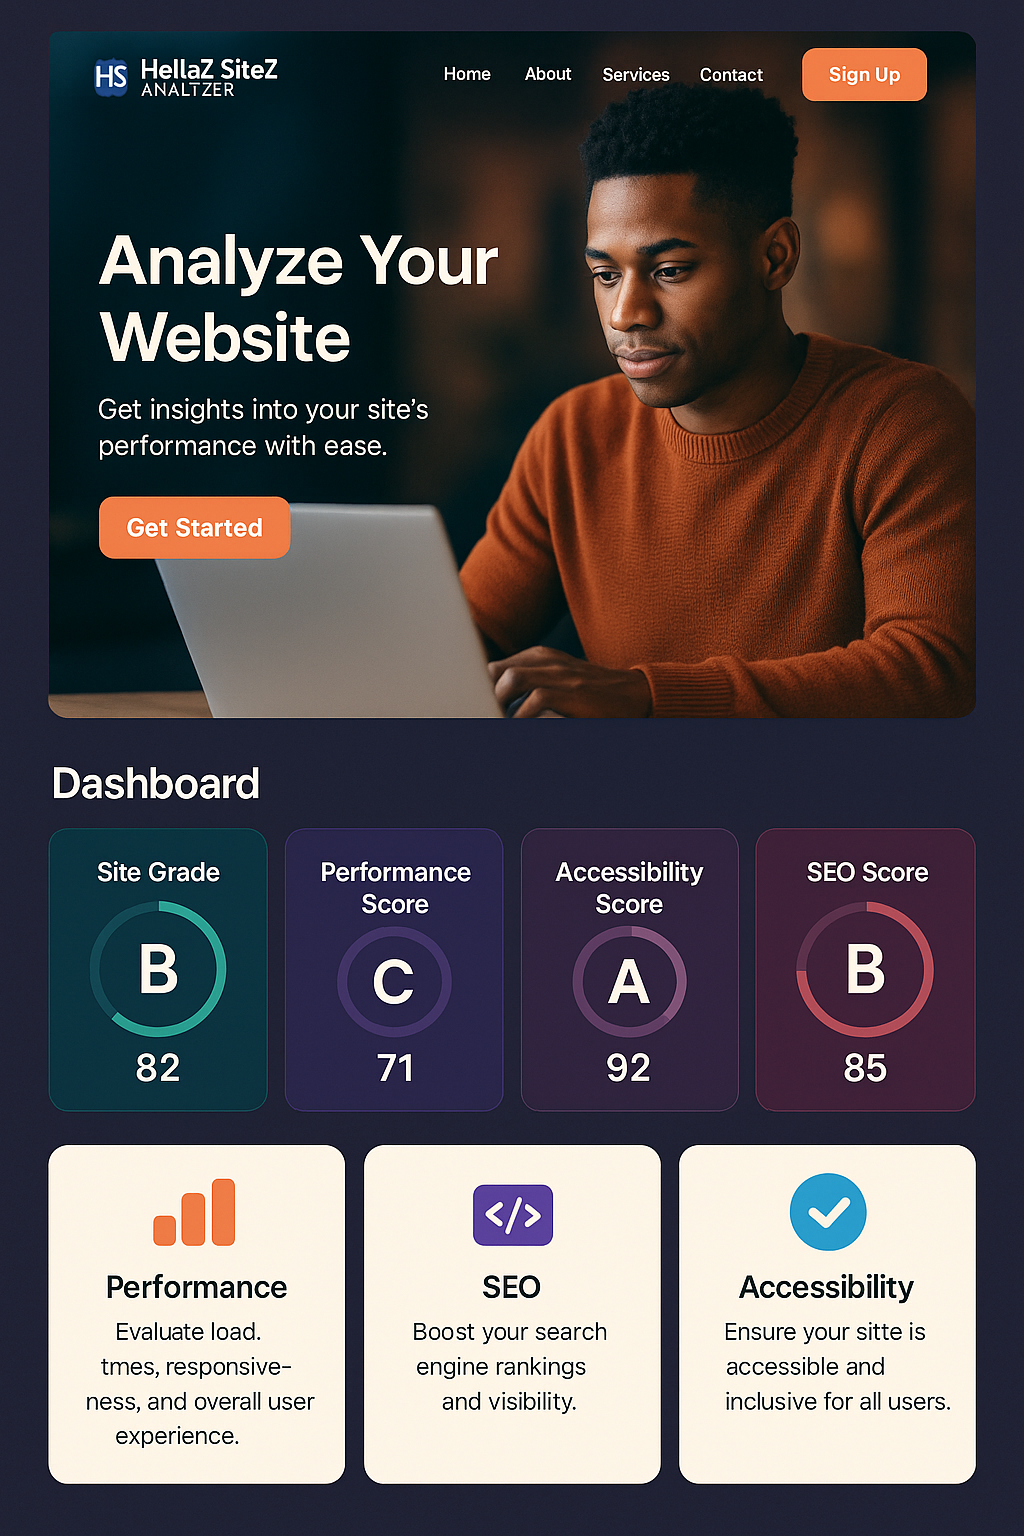 HS
HellaZ SiteZ
ANALTZER
Home About Services Contact Sign Up
Analyze Your
Website
Get insights into your site's
performance with ease.
Get Started
Dashboard
Site Grade
B
82
Performance
Score
C
71
Accessibility
Score
A
92
SEO Score
B
85
Performance
Evaluate load.
tmes, responsive-
ness, and overall user
experience.
</>
SEO
Boost your search
engine rankings
and visibility.
Accessibility
Ensure your sitte is
accessible and
inclusive for all users.